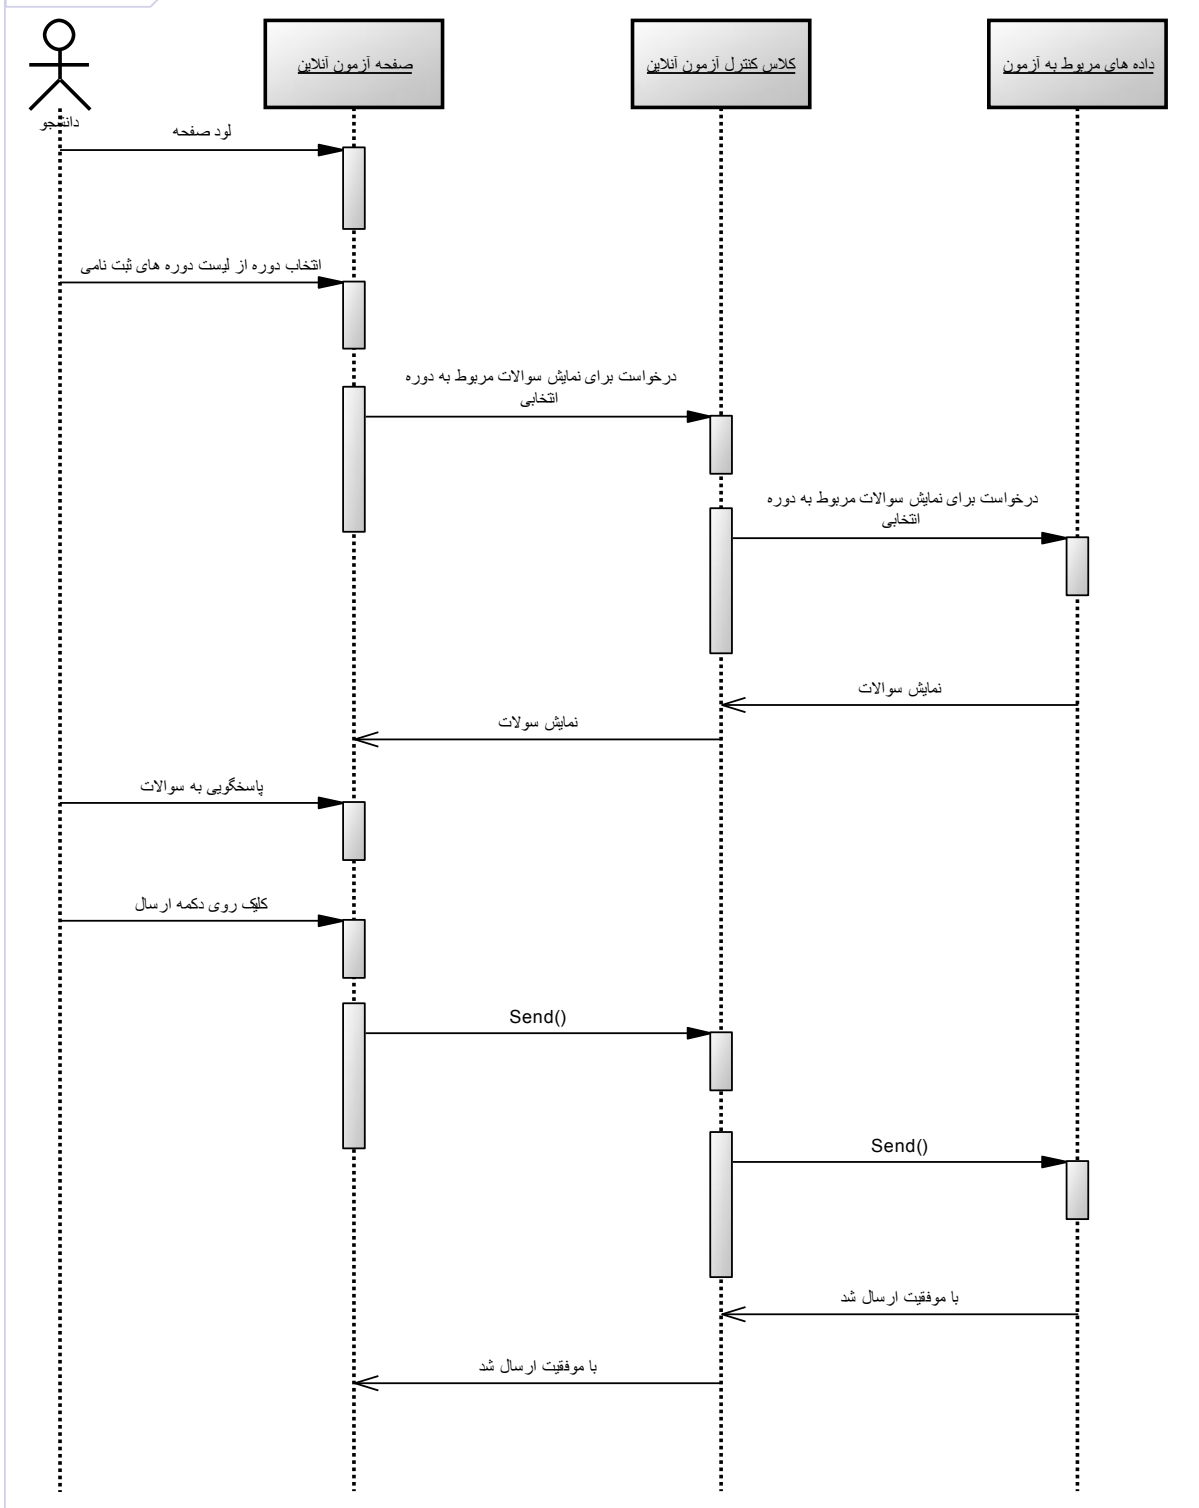 صفحه آزمون آنلاین
کلاس کنترل آزمون آنلاین
داده های مربوط به آزمون
دانشجو
لود صفحه
انتخاب دوره از لیست دوره های ثبت نامی
درخواست برای نمایش سوالات مربوط به دوره
انتخابی
درخواست برای نمایش سوالات مربوط به دوره
انتخابی
نمایش سوالات
نمایش سولات
پاسخگویی به سوالات
کلیک روی دکمه ارسال
Send()
Send()
با موفقیت ارسال شد
با موفقیت ارسال شد